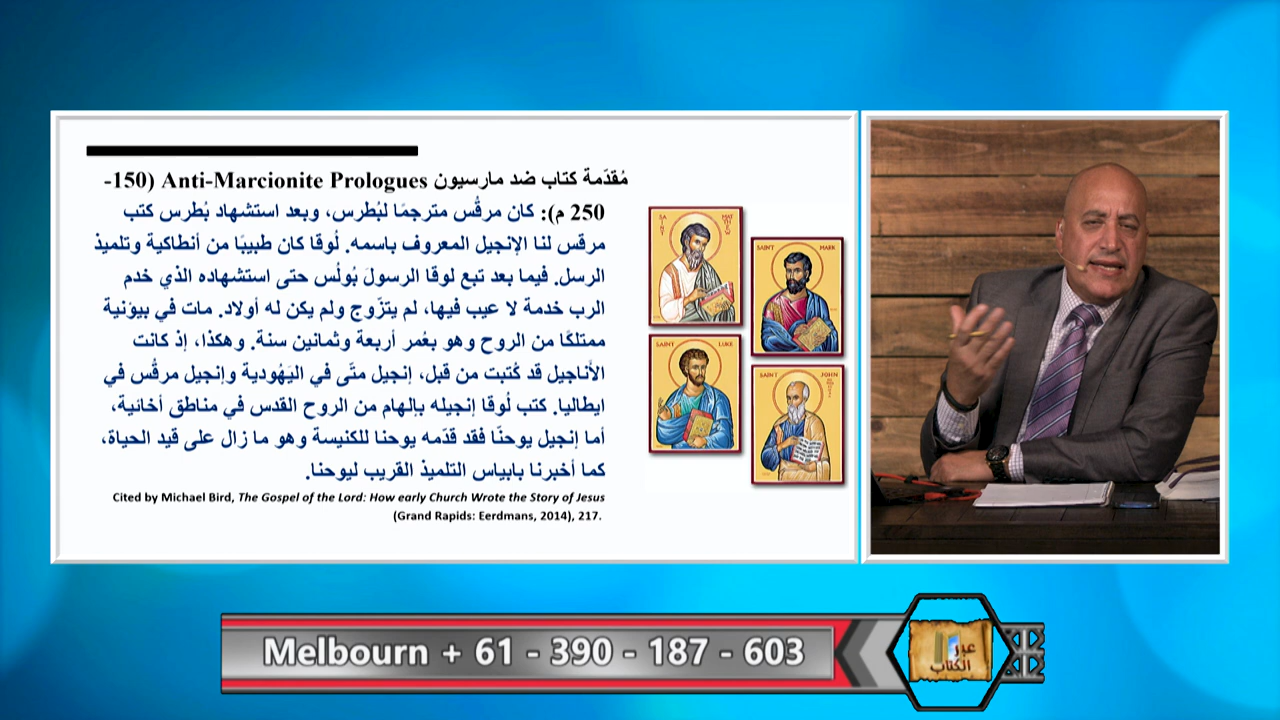 مُقدّمة كتاب ضد مارسيون Anti-Marcionite Prologues (150-
250 م): كان مرقُس مترجمًا لبُطرس، وبعد استشهاد بُطرس كتب
مرقس لنا الإنجيل المعروف باسمه. لُوقا كان طبيبًا من أنطاكية وتلميذ
الرسل. فيما بعد تبع لوقا الرسولَ بَولُس حتى استشهاده الذي خدم
الرب خدمة لا عيب فيها، لم يتزّوج ولم يكن له أولاد. مات في بيؤنية
ممتلكًا من الروح وهو بعُمر أربعة وثمانين سنة. وهكذا، إذ كانت
الأناجيل قد كُتبت من قبل، إنجيل متّى في اليَهُودية وإنجيل مرقُس في
ايطاليا. كتب لُوقا إنجيله بإلهام من الروح القدس في مناطق أخائية،
أما إنجيل يوحنّا فقد قدّمه يوحنا للكنيسة وهو ما زال على قيد الحياة،
كما أخبرنا بابياس التلميذ القريب ليوحنا.
Cited by Michael Bird, The Gospel of the Lord: How early Church Wrote the Story of Jesus
(Grand Rapids: Eerdmans, 2014), 217.
SAINT MARK
SAINT LUKE
SAINT JOHN
Melbourn + 61 - 390 - 187 - 603
عبر
الكتاب